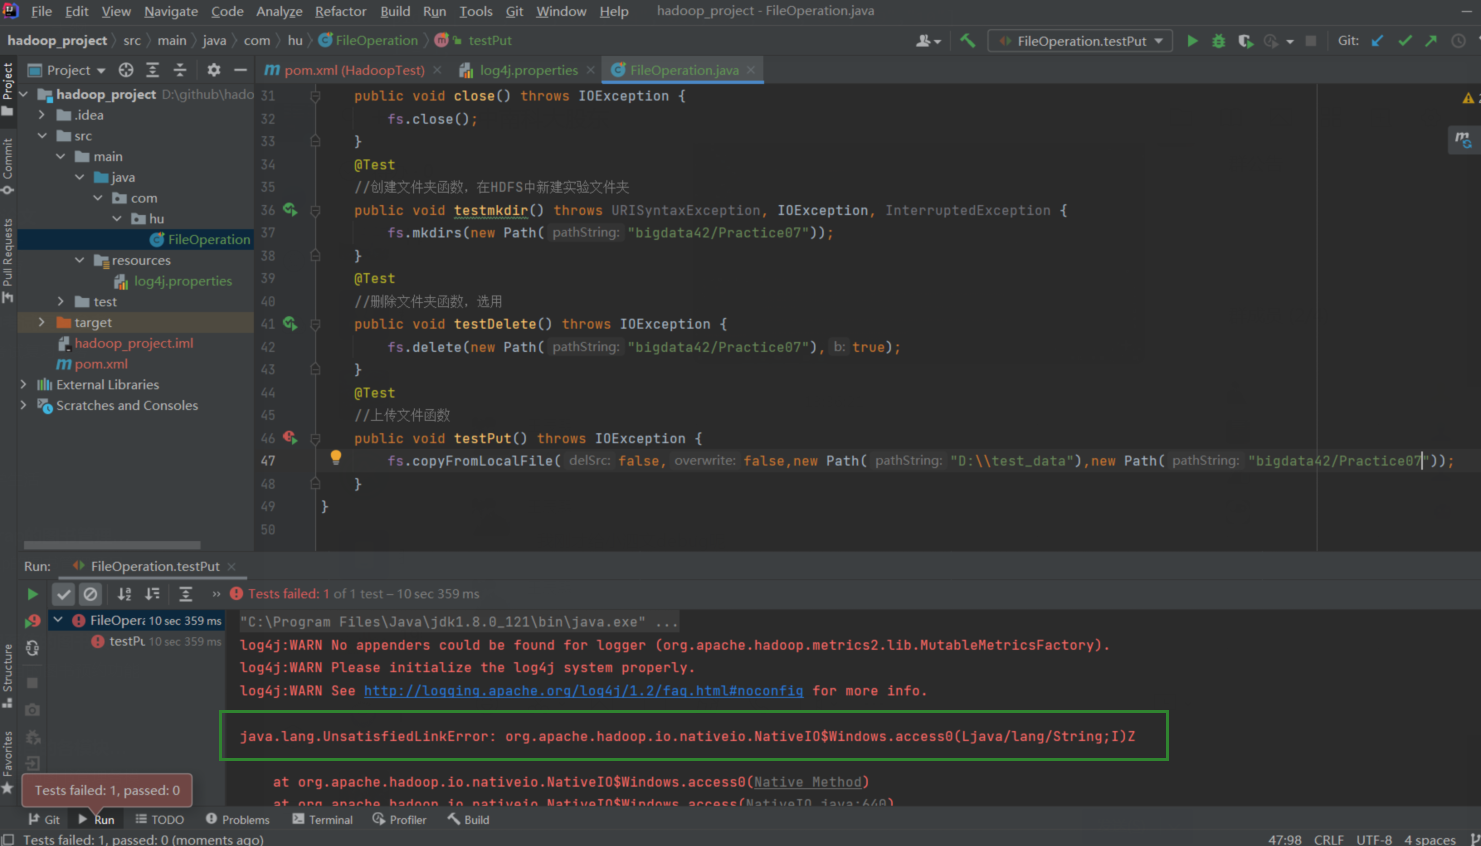 File Edit View Navigate Code Analyze Refactor Build Run Tools Git Window Help hadoop_project - FileOperation.java
hadoop_project src main java com hu FileOperation testPut FileOperation.testPut Git:
Project pom.xml (HadoopTest) log4j.properties FileOperation.java
Project
Commit
Pull Requests
Structure
Favorites
hadoop_project D:\github\hado
.idea
src
main
java
com
hu
FileOperation
resources
log4j.properties
test
target
hadoop_project.iml
pom.xml
External Libraries
Scratches and Consoles
31 public void close() throws IOException {
32 fs.close();
33 }
34 @Test
35 //创建文件夹函数，在HDFS中新建实验文件夹
36 public void testmkdir() throws URISyntaxException, IOException, InterruptedException {
37 fs.mkdirs(new Path( pathString: "bigdata42/Practice07"));
38 }
39 @Test
40 //删除文件夹函数，选用
41 public void testDelete() throws IOException {
42 fs.delete(new Path( pathString: "bigdata42/Practice07"), b: true);
43 }
44 @Test
45 //上传文件函数
46 public void testPut() throws IOException {
47 fs.copyFromLocalFile( delSrc: false, overwrite: false,new Path( pathString: "D:\\test_data"),new Path( pathString: "bigdata42/Practice07"));
48 }
49 }
50
Run: FileOperation.testPut
Tests failed: 1 of 1 test – 10 sec 359 ms
FileOpera 10 sec 359 ms
testPu 10 sec 359 ms
"C:\Program Files\Java\jdk1.8.0_121\bin\java.exe" ...
log4j:WARN No appenders could be found for logger (org.apache.hadoop.metrics2.lib.MutableMetricsFactory).
log4j:WARN Please initialize the log4j system properly.
log4j:WARN See http://logging.apache.org/log4j/1.2/faq.html#noconfig for more info.
java.lang.UnsatisfiedLinkError: org.apache.hadoop.io.nativeio.NativeIO$Windows.access0(Ljava/lang/String;I)Z
at org.apache.hadoop.io.nativeio.NativeIO$Windows.access0(Native Method)
at org.apache.hadoop.io.nativeio.NativeIO$Windows.access(NativeIO.java:640)
Tests failed: 1, passed: 0
Git Run TODO Problems Terminal Profiler Build
Tests failed: 1, passed: 0 (moments ago) 47:98 CRLF UTF-8 4 spaces